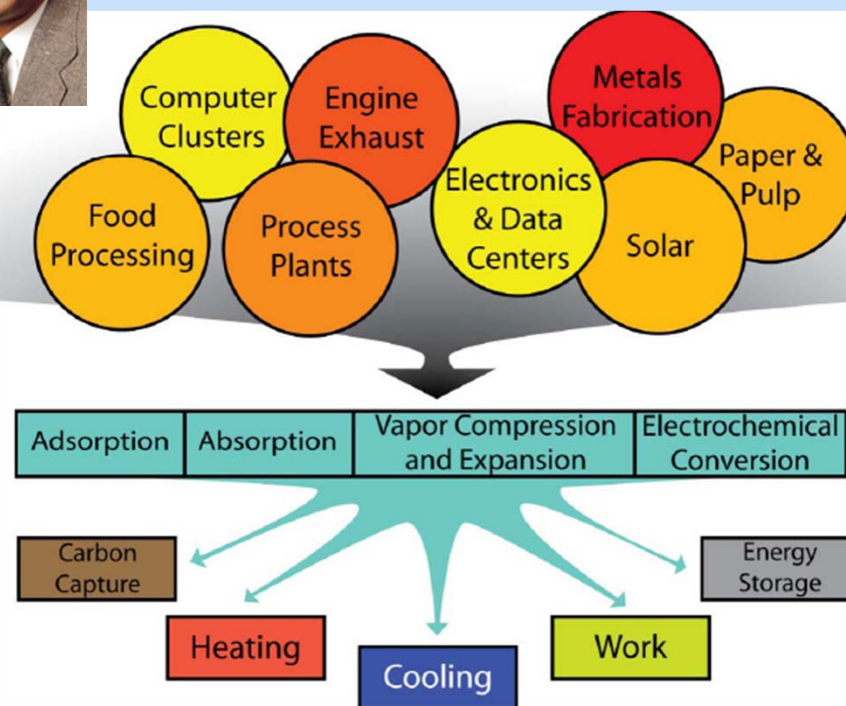 Computer
Clusters
Engine
Exhaust
Metals
Fabrication
Paper &
Pulp
Food
Processing
Process
Plants
Electronics
& Data
Centers
Solar
Adsorption
Absorption
Vapor Compression
and Expansion
Electrochemical
Conversion
Carbon
Capture
Energy
Storage
Heating
Work
Cooling